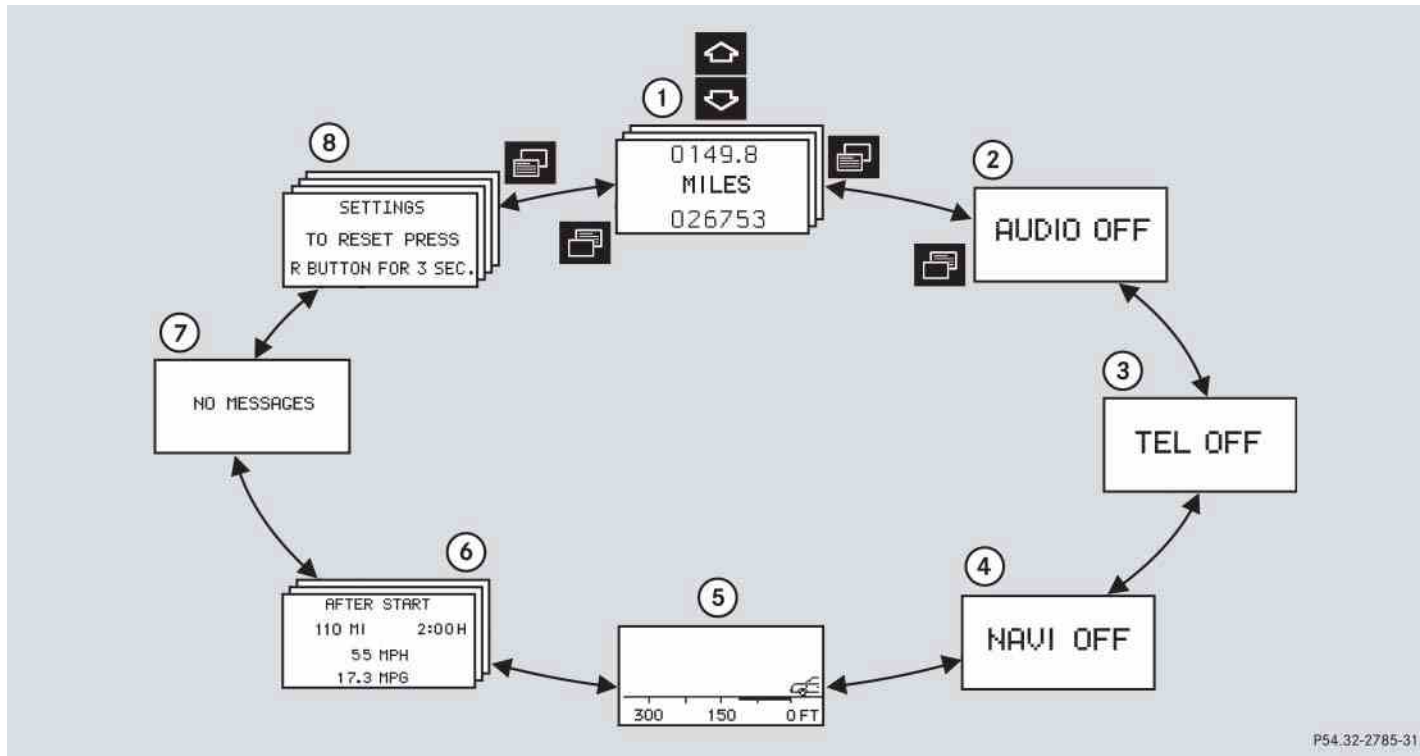 1
0149.8
MILES
026753
2
AUDIO OFF
3
TEL OFF
4
NAVI OFF
5
300 150 0 FT
6
AFTER START
110 MI 2:00 H
55 MPH
17.3 MPG
7
NO MESSAGES
8
SETTINGS
TO RESET PRESS
R BUTTON FOR 3 SEC.
P54.32-2785-31